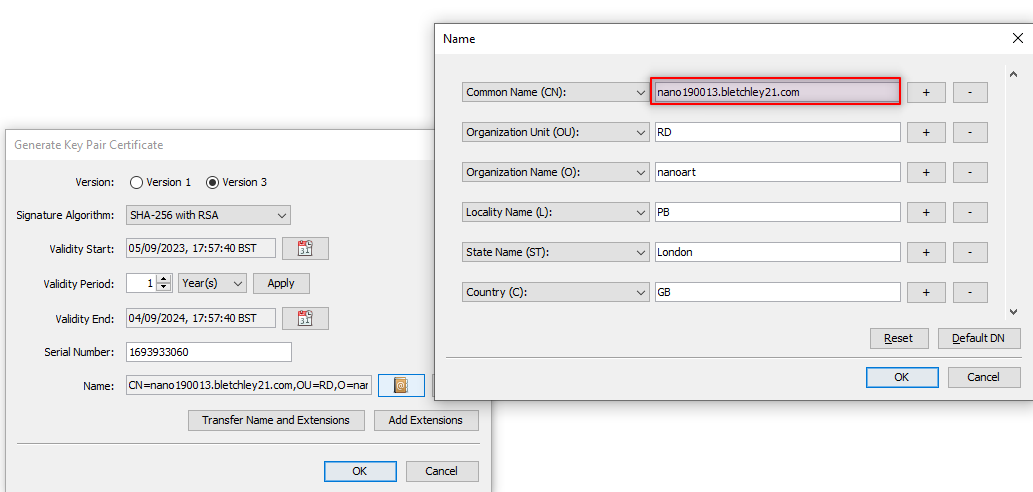 Name
Common Name (CN): nano190013.bletchley21.com + -
Organization Unit (OU): RD + -
Organization Name (O): nanoart + -
Locality Name (L): PB + -
State Name (ST): London + -
Country (C): GB + -
Reset Default DN
OK Cancel
Generate Key Pair Certificate
Version: Version 1 Version 3
Signature Algorithm: SHA-256 with RSA
Validity Start: 05/09/2023, 17:57:40 BST 31
Validity Period: 1 Year(s) Apply
Validity End: 04/09/2024, 17:57:40 BST 31
Serial Number: 1693933060
Name: CN=nano190013.bletchley21.com,OU=RD,O=nar
Transfer Name and Extensions Add Extensions
OK Cancel